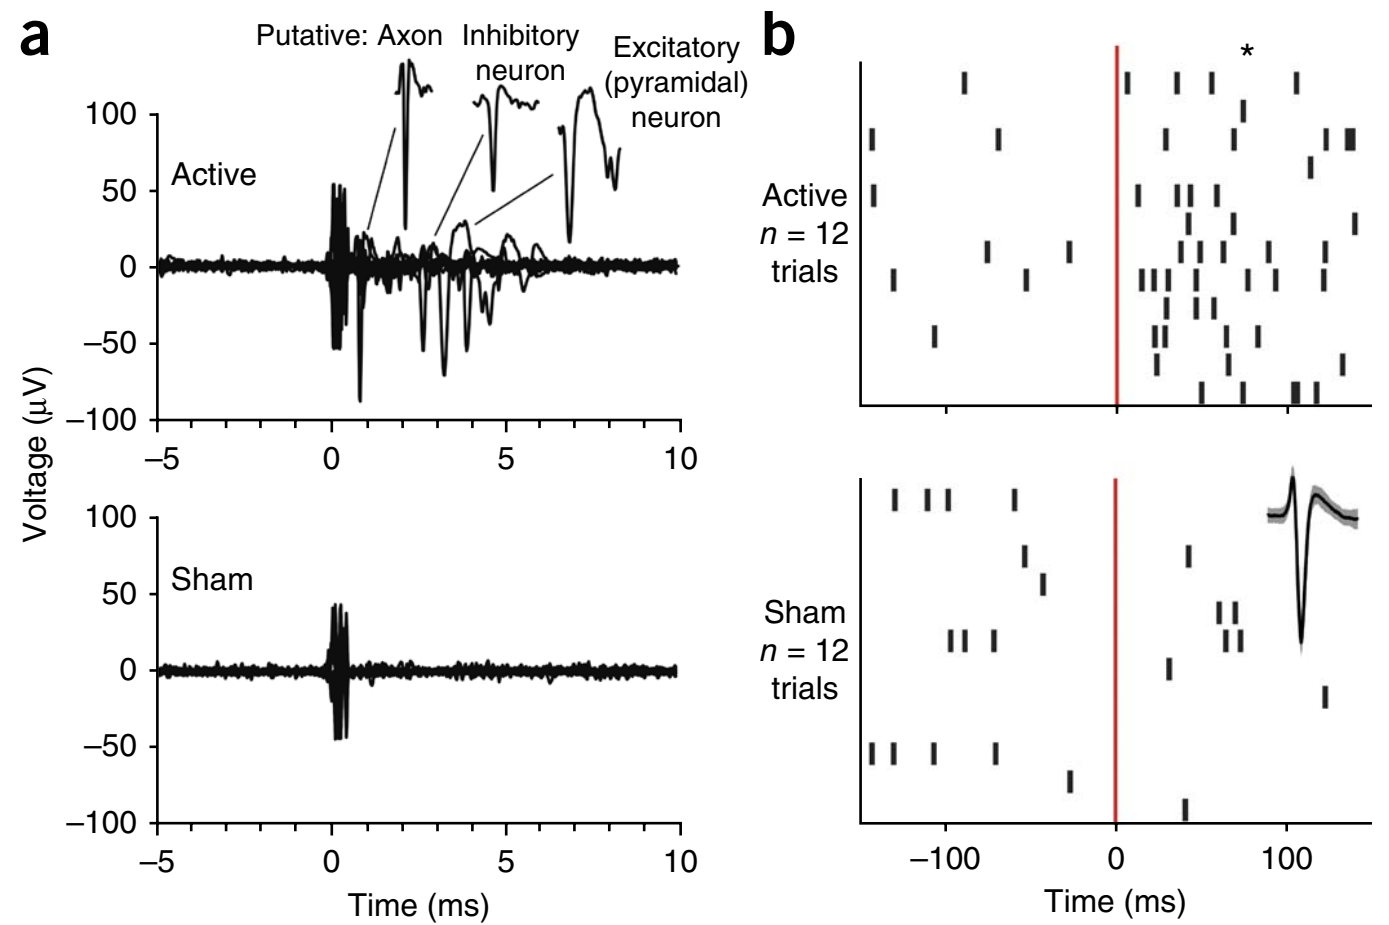 a
Putative: Axon
Inhibitory
neuron
Excitatory
(pyramidal)
neuron
Voltage (μV)
100
50
0
–50
–100
Active
–5
0
5
10
100
50
0
–50
–100
Sham
–5
0
5
10
Time (ms)
b
*
Active
n = 12
trials
Sham
n = 12
trials
–100
0
100
Time (ms)